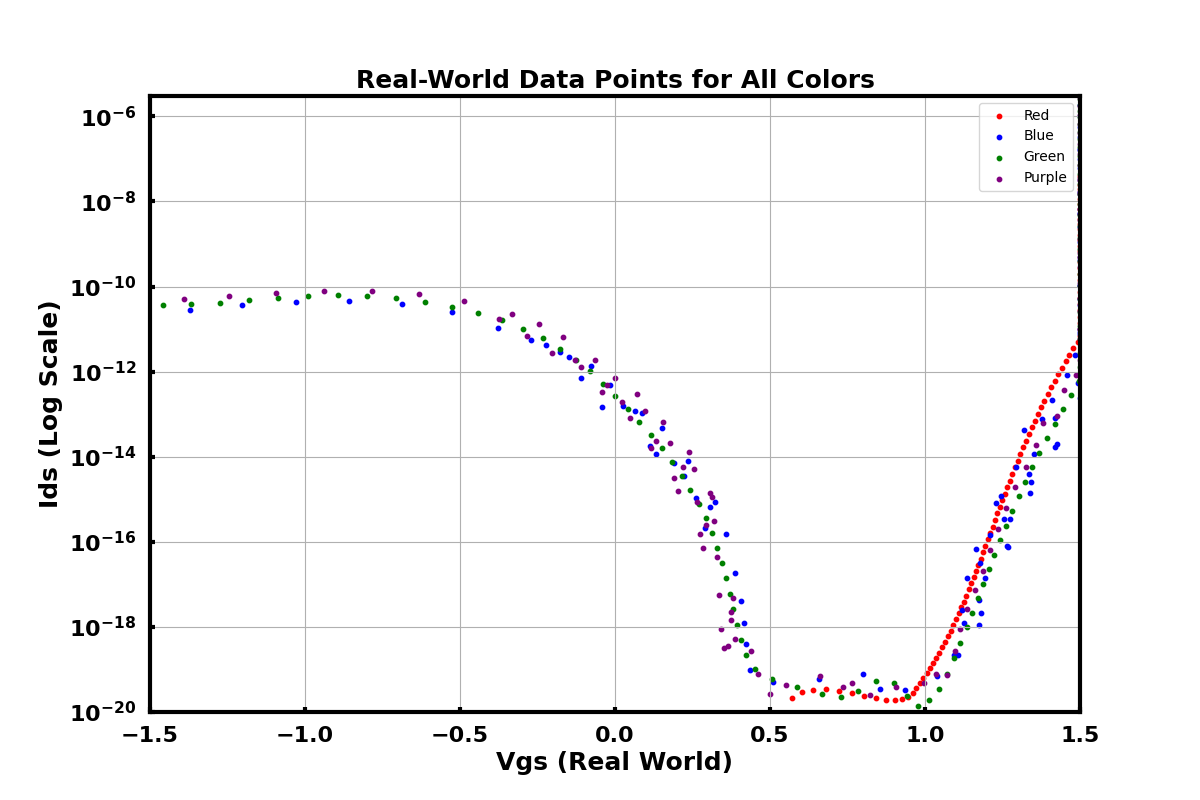 Real-World Data Points for All Colors
Red
Blue
Green
Purple
Ids (Log Scale)
10⁻⁶
10⁻⁸
10⁻¹⁰
10⁻¹²
10⁻¹⁴
10⁻¹⁶
10⁻¹⁸
10⁻²⁰
−1.5 −1.0 −0.5 0.0 0.5 1.0 1.5
Vgs (Real World)